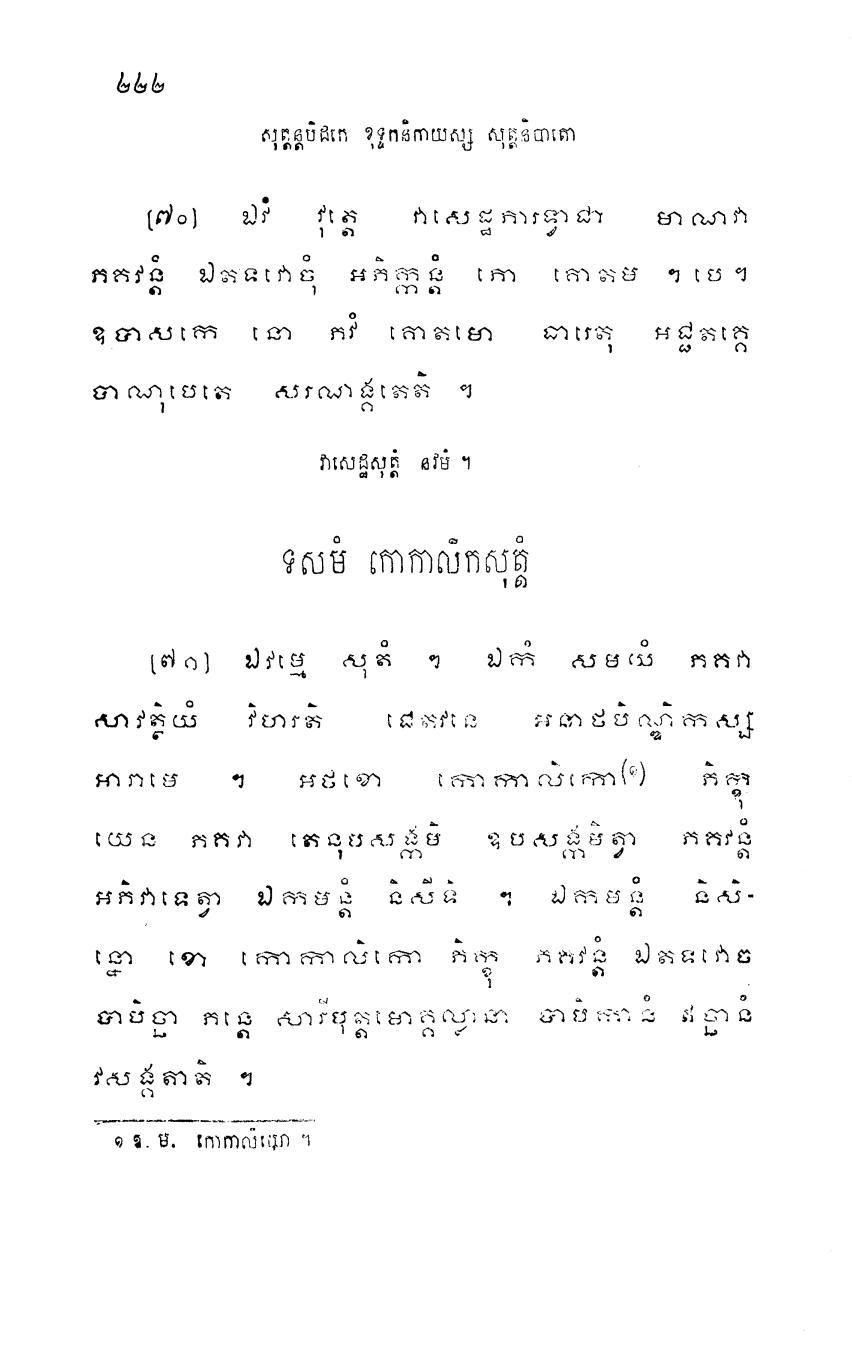 ២២២
សុត្តន្តបិដកេ ខុទ្ទកនិកាយស្ស សុត្តនិបាតោ
[៧០] ឯវំ វុត្តេ វាសេដ្ឋភារទ្វាជា មាណវា
ភគវន្តំ ឯតទវោចុំ អភិក្កន្តំ ភោ គោតម ។ បេ ។
ឧបាសកេ នោ ភវំ គោតមោ ធារេតុ អជ្ជតគ្គេ
បាណុបេតេ សរណង្គតេតិ ។
វាសេដ្ឋសុត្តំ នវមំ ។
ទសមំ កោកាលិកសុត្តំ
[៧១] ឯវម្មេ សុតំ ។ ឯកំ សមយំ ភគវា
សាវត្ថិយំ វិហរតិ ជេតវនេ អនាថបិណ្ឌិកស្ស
អារាមេ ។ អថខោ កោកាលិកោ(១) ភិក្ខុ
យេន ភគវា តេនុបសង្កមិ ឧបសង្កមិត្វា ភគវន្តំ
អភិវាទេត្វា ឯកមន្តំ និសីទិ ។ ឯកមន្តំ និសិ-
ន្នោ ខោ កោកាលិកោ ភិក្ខុ ភគវន្តំ ឯតទវោច
បាបិច្ឆា ភន្តេ សារីបុត្តមោគ្គល្លានា បាបិកានំ ឥច្ឆានំ
វសង្គតាតិ ។
១ ឱ. ម. កោកាលិយោ ។